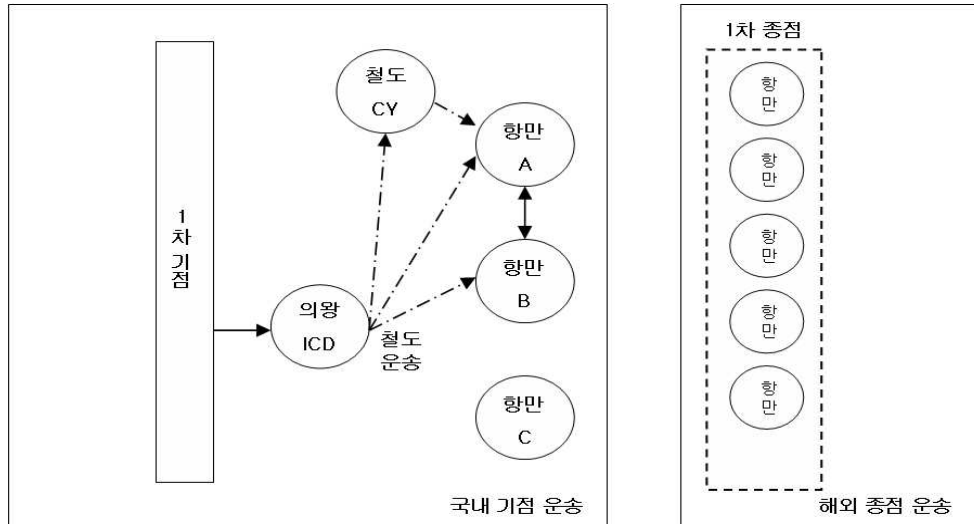 1차 기점
철도
CY
항만
A
항만
B
의왕
ICD
철도
운송
항만
C
국내 기점 운송
1차 종점
항
만
항
만
항
만
항
만
항
만
해외 종점 운송